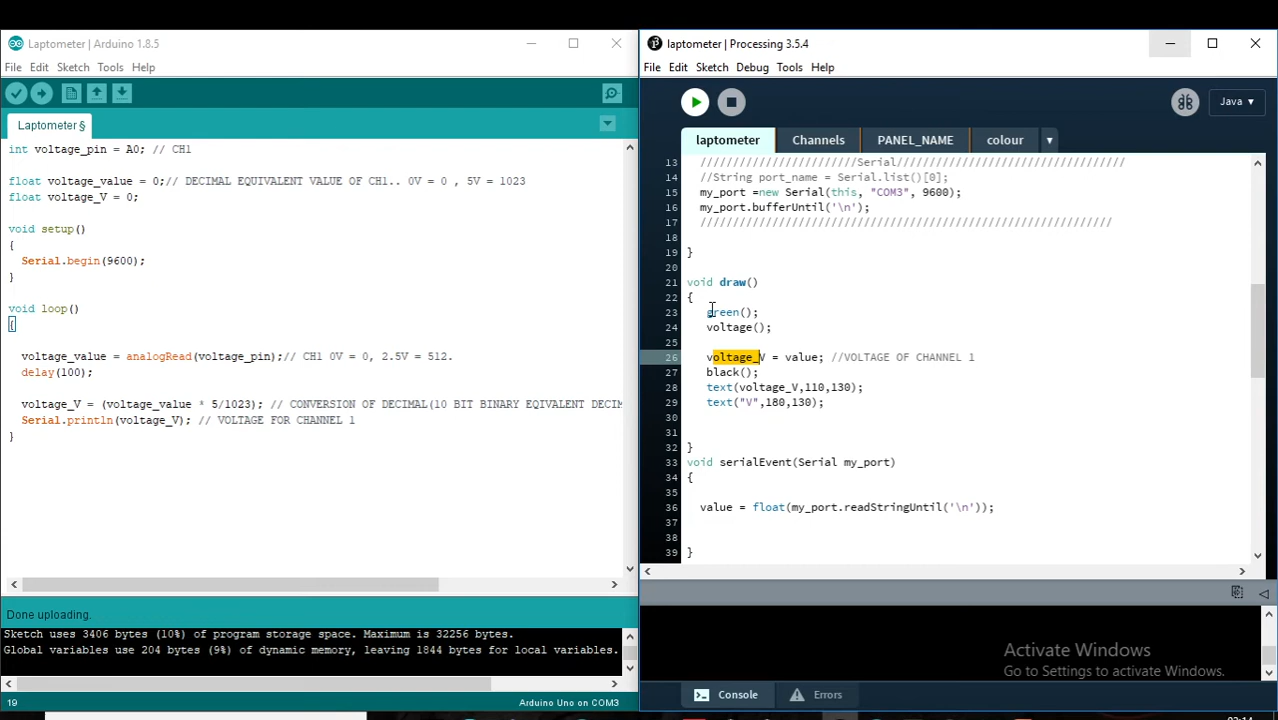 Laptometer | Arduino 1.8.5
File Edit Sketch Tools Help
Laptometer §
int voltage_pin = A0; // CH1
float voltage_value = 0;// DECIMAL EQUIVALENT VALUE OF CH1.. 0V = 0 , 5V = 1023
float voltage_V = 0;
void setup()
{
Serial.begin(9600);
}
void loop()
{
voltage_value = analogRead(voltage_pin);// CH1 0V = 0, 2.5V = 512.
delay(100);
voltage_V = (voltage_value * 5/1023); // CONVERSION OF DECIMAL(10 BIT BINARY EQIVALENT DECIM
Serial.println(voltage_V); // VOLTAGE FOR CHANNEL 1
}
Done uploading.
Sketch uses 3406 bytes (10%) of program storage space. Maximum is 32256 bytes.
Global variables use 204 bytes (9%) of dynamic memory, leaving 1844 bytes for local variables.
19 Arduino Uno on COM3
laptometer | Processing 3.5.4
File Edit Sketch Debug Tools Help
Java ▾
laptometer Channels PANEL_NAME colour ▾
13 ////////////////////////Serial///////////////////////////////////
14 //String port_name = Serial.list()[0];
15 my_port =new Serial(this, "COM3", 9600);
16 my_port.bufferUntil('\n');
17 ///////////////////////////////////////////////////////////////
18
19 }
20
21 void draw()
22 {
23 green();
24 voltage();
25
26 voltage_V = value; //VOLTAGE OF CHANNEL 1
27 black();
28 text(voltage_V,110,130);
29 text("V",180,130);
30
31
32 }
33 void serialEvent(Serial my_port)
34 {
35
36 value = float(my_port.readStringUntil('\n'));
37
38
39 }
Activate Windows
Go to Settings to activate Windows.
Console Errors